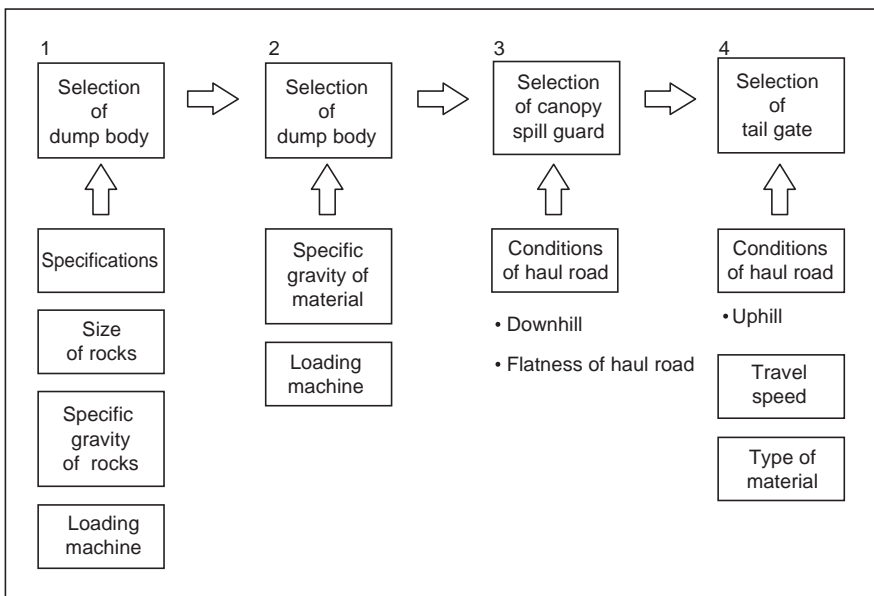 1
Selection
of
dump body
Specifications
Size
of rocks
Specific
gravity
of rocks
Loading
machine
2
Selection
of
dump body
Specific
gravity of
material
Loading
machine
3
Selection
of canopy
spill guard
Conditions
of haul road
• Downhill
• Flatness of haul road
4
Selection
of
tail gate
Conditions
of haul road
• Uphill
Travel
speed
Type of
material